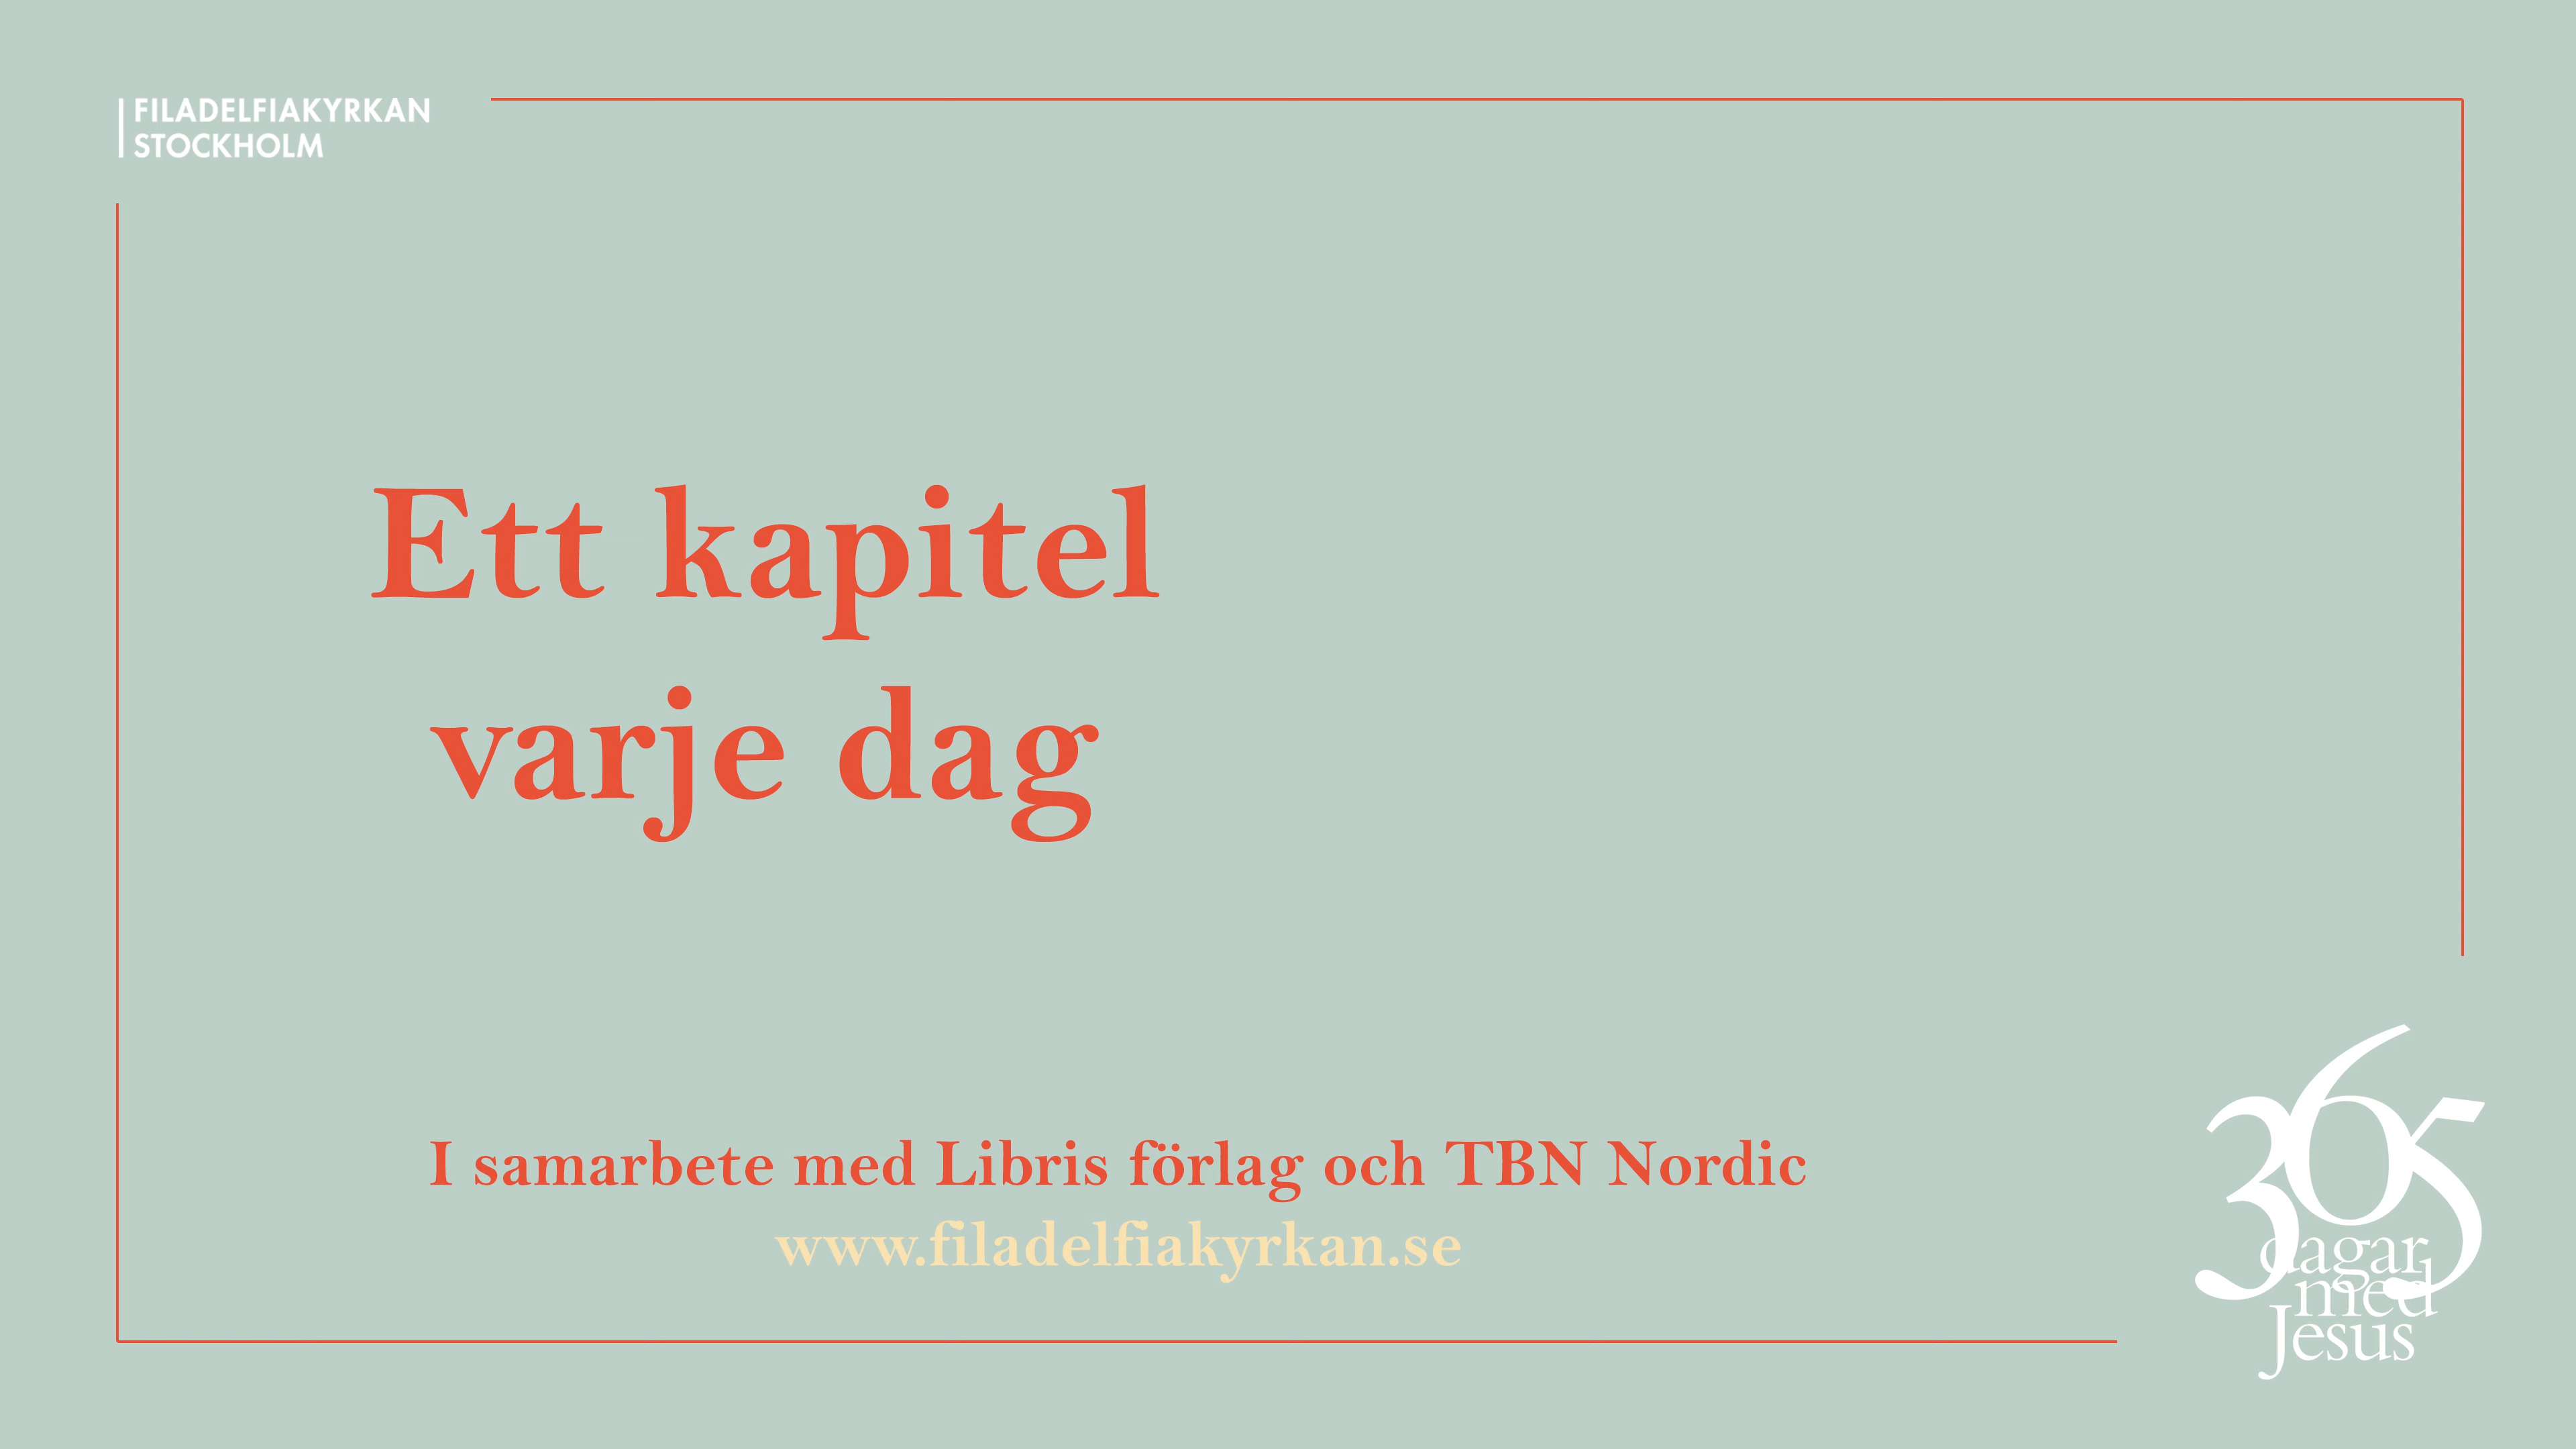 FILADELFIAKYRKAN
STOCKHOLM
Ett kapitel
varje dag
I samarbete med Libris förlag och TBN Nordic
www.filadelfiakyrkan.se
365
dagar
med
Jesus